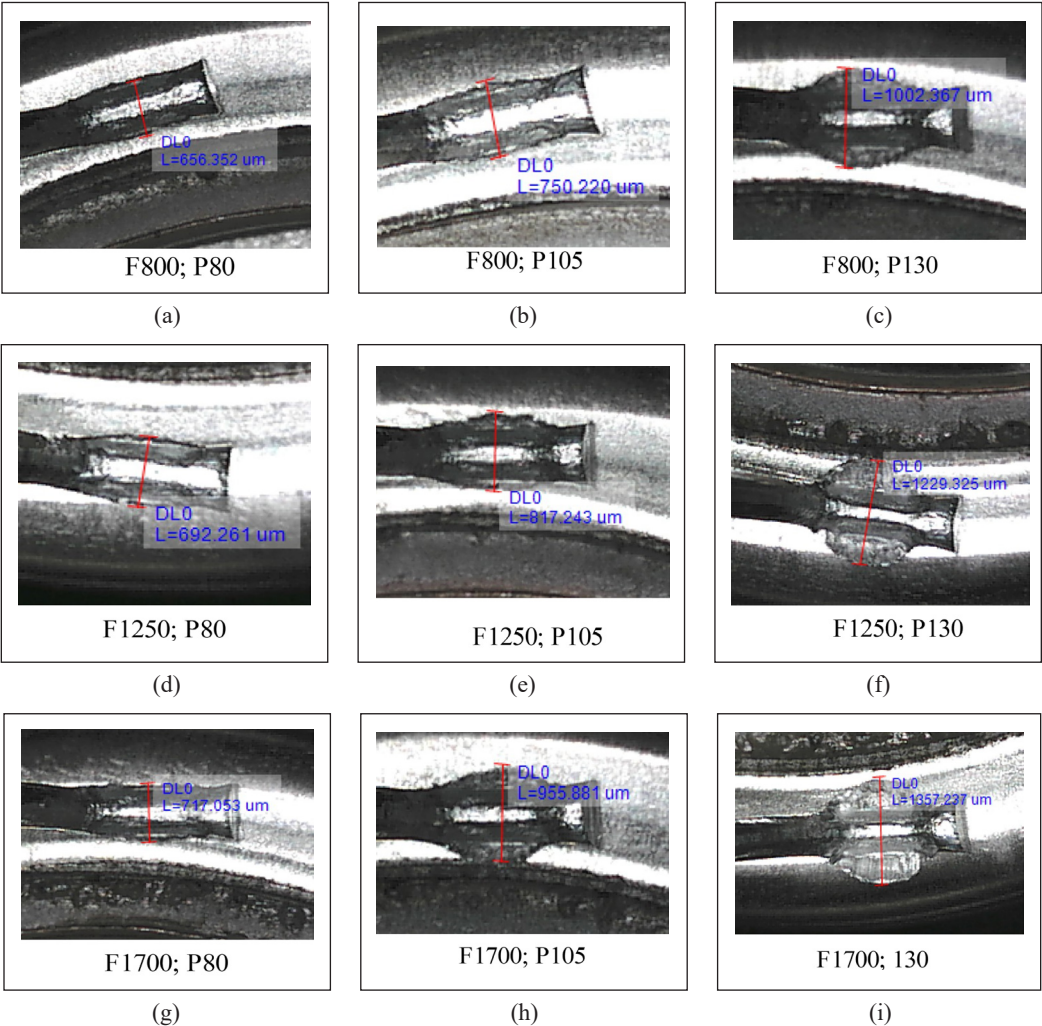 DL0
L=656.352 um
F800; P80
(a)
DL0
L=750.220 um
F800; P105
(b)
DL0
L=1002.367 um
F800; P130
(c)
DL0
L=692.261 um
F1250; P80
(d)
DL0
L=817.243 um
F1250; P105
(e)
DL0
L=1229.325 um
F1250; P130
(f)
DL0
L=717.053 um
F1700; P80
(g)
DL0
L=955.881 um
F1700; P105
(h)
DL0
L=1357.237 um
F1700; 130
(i)